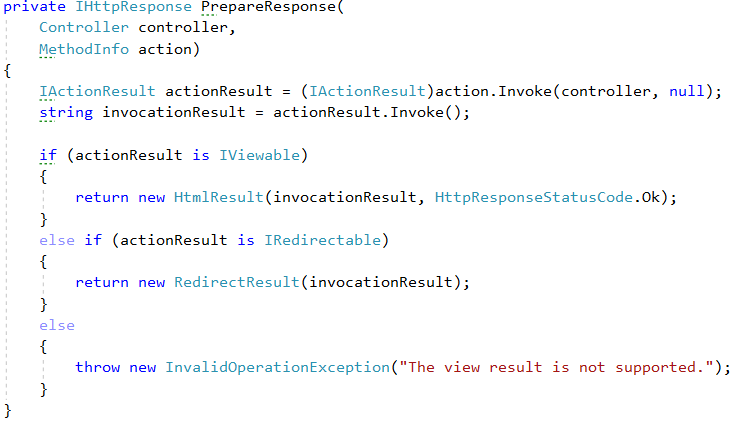 private IHttpResponse PrepareResponse(
    Controller controller,
    MethodInfo action)
{
    IActionResult actionResult = (IActionResult)action.Invoke(controller, null);
    string invocationResult = actionResult.Invoke();

    if (actionResult is IViewable)
    {
        return new HtmlResult(invocationResult, HttpResponseStatusCode.Ok);
    }
    else if (actionResult is IRedirectable)
    {
        return new RedirectResult(invocationResult);
    }
    else
    {
        throw new InvalidOperationException("The view result is not supported.");
    }
}